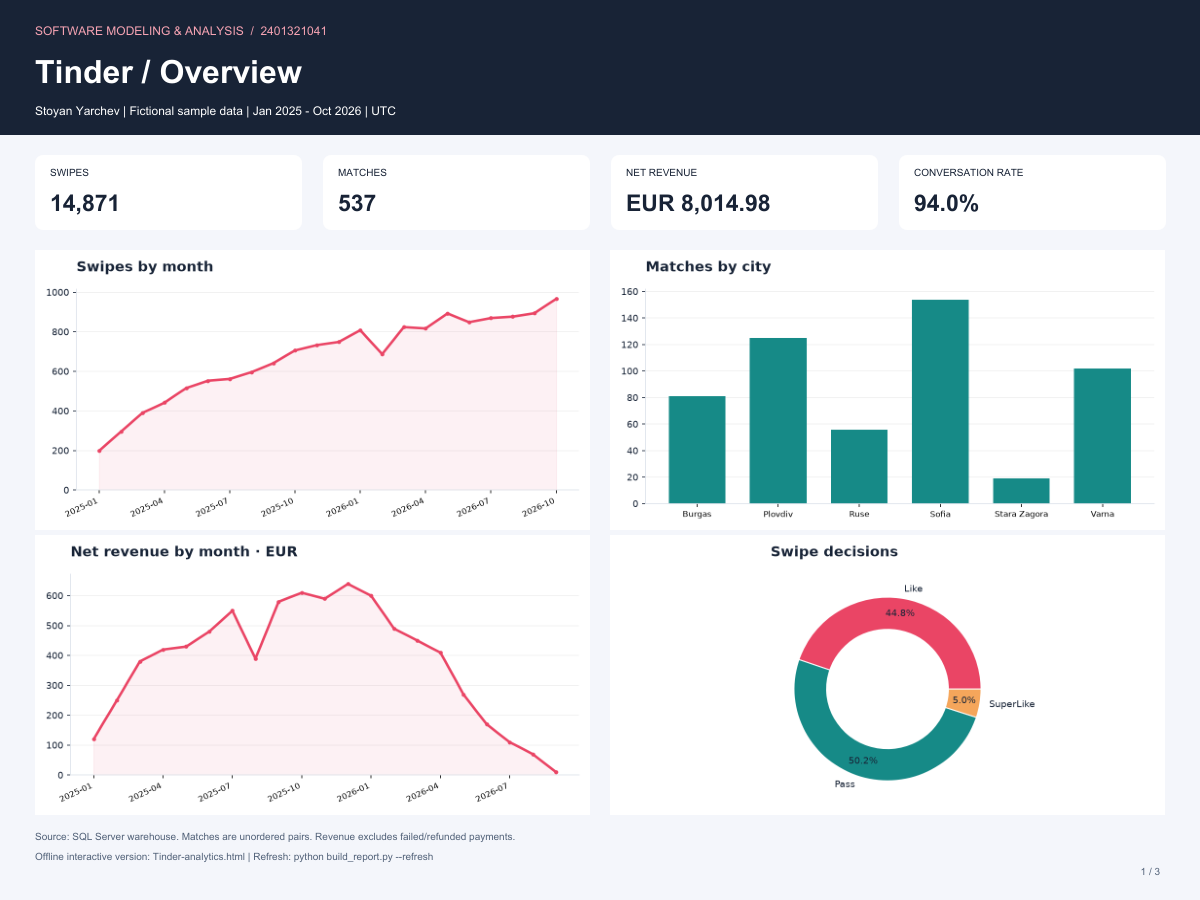 SOFTWARE MODELING & ANALYSIS / 2401321041
Tinder / Overview
Stoyan Yarchev | Fictional sample data | Jan 2025 - Oct 2026 | UTC
SWIPES
14,871
MATCHES
537
NET REVENUE
EUR 8,014.98
CONVERSATION RATE
94.0%
Swipes by month
1000
800
600
400
200
0
2025-01
2025-04
2025-07
2025-10
2026-01
2026-04
2026-07
2026-10
Matches by city
160
140
120
100
80
60
40
20
0
Burgas
Plovdiv
Ruse
Sofia
Stara Zagora
Varna
Net revenue by month · EUR
600
500
400
300
200
100
0
2025-01
2025-04
2025-07
2025-10
2026-01
2026-04
2026-07
Swipe decisions
Like
44.8%
5.0%
SuperLike
50.2%
Pass
Source: SQL Server warehouse. Matches are unordered pairs. Revenue excludes failed/refunded payments.
Offline interactive version: Tinder-analytics.html | Refresh: python build_report.py --refresh
1 / 3